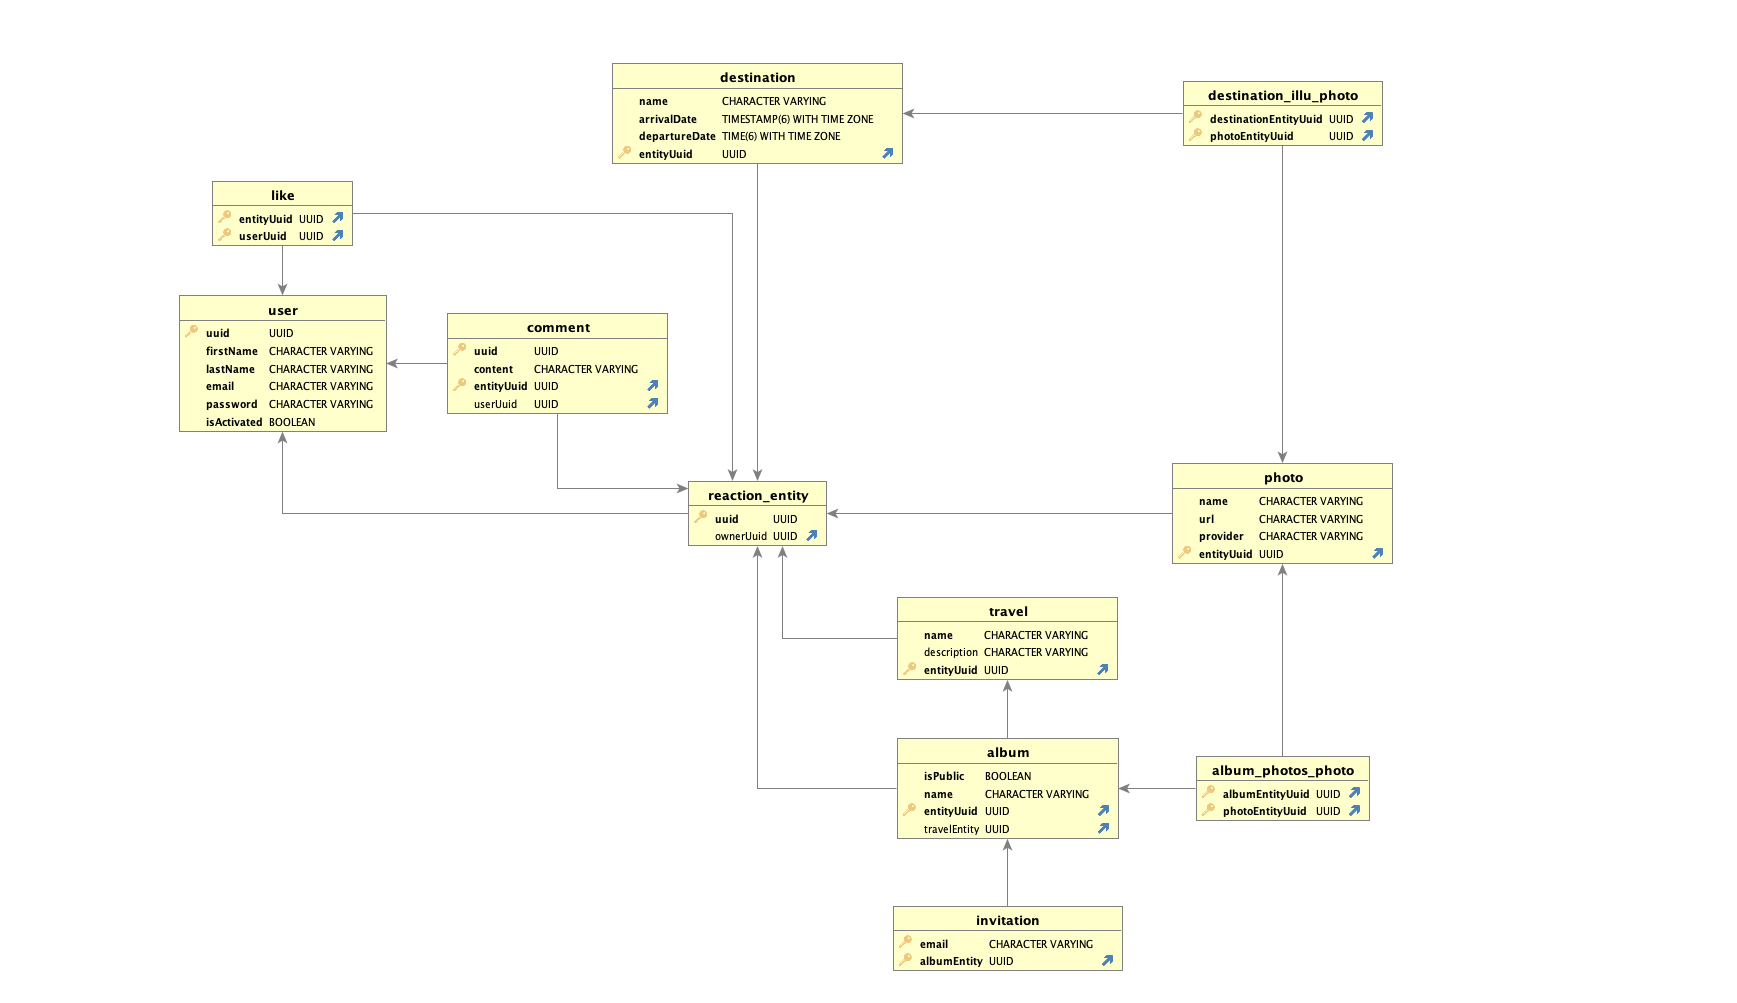 destination
name CHARACTER VARYING
arrivalDate TIMESTAMP(6) WITH TIME ZONE
departureDate TIME(6) WITH TIME ZONE
entityUuid UUID
destination_illu_photo
destinationEntityUuid UUID
photoEntityUuid UUID
like
entityUuid UUID
userUuid UUID
user
uuid UUID
firstName CHARACTER VARYING
lastName CHARACTER VARYING
email CHARACTER VARYING
password CHARACTER VARYING
isActivated BOOLEAN
comment
uuid UUID
content CHARACTER VARYING
entityUuid UUID
userUuid UUID
reaction_entity
uuid UUID
ownerUuid UUID
photo
name CHARACTER VARYING
url CHARACTER VARYING
provider CHARACTER VARYING
entityUuid UUID
travel
name CHARACTER VARYING
description CHARACTER VARYING
entityUuid UUID
album
isPublic BOOLEAN
name CHARACTER VARYING
entityUuid UUID
travelEntity UUID
album_photos_photo
albumEntityUuid UUID
photoEntityUuid UUID
invitation
email CHARACTER VARYING
albumEntity UUID